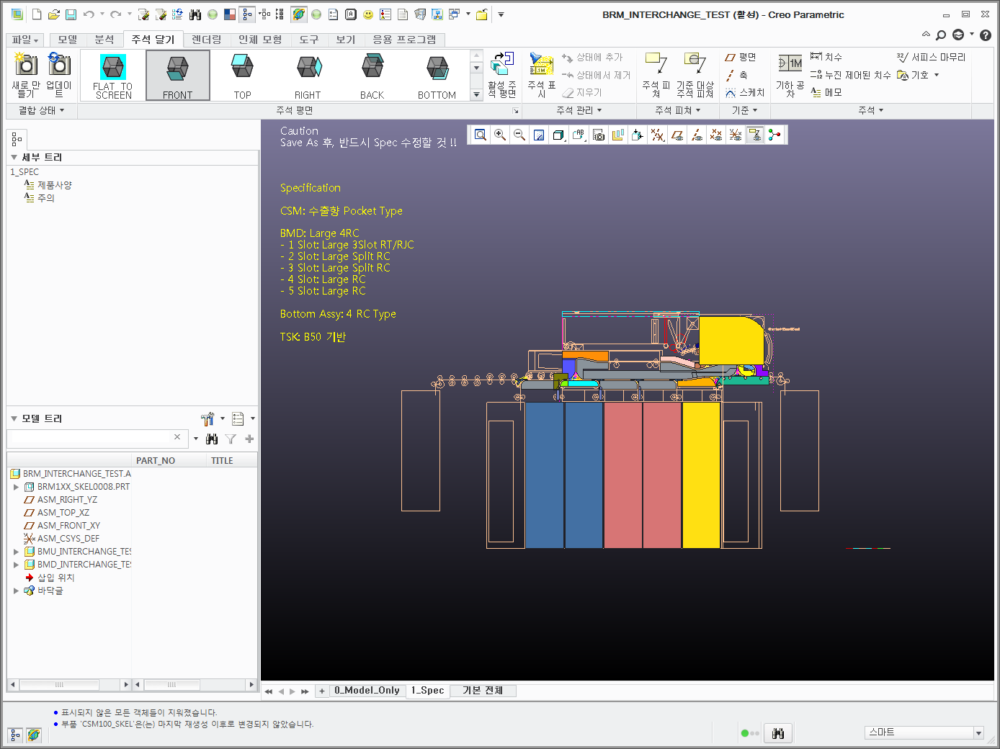 BRM_INTERCHANGE_TEST (활성) - Creo Parametric
파일
모델
분석
주석 달기
렌더링
인체 모형
도구
보기
응용 프로그램
새로 만들기
업데이트
FLAT TO SCREEN
FRONT
TOP
RIGHT
BACK
BOTTOM
활성 주석 평면
주석 표시
상태에 추가
상태에서 제거
지우기
주석 피쳐
기준 대상 주석 피쳐
평면
축
스케치
기하 공차
치수
누진 제어된 치수
메모
서피스 마무리
기호
결합 상태
주석 평면
주석 관리
주석 피쳐
기준
주석
세부 트리
1_SPEC
제품사양
주의
모델 트리
PART_NO
TITLE
BRM_INTERCHANGE_TEST.A
BRM1XX_SKEL0008.PRT
ASM_RIGHT_YZ
ASM_TOP_XZ
ASM_FRONT_XY
ASM_CSYS_DEF
BMU_INTERCHANGE_TES
BMD_INTERCHANGE_TES
삽입 위치
바닥글
Caution
Save As 후, 반드시 Spec 수정할 것 !!
Specification
CSM: 수출향 Pocket Type
BMD: Large 4RC
- 1 Slot: Large 3Slot RT/RJC
- 2 Slot: Large Split RC
- 3 Slot: Large Split RC
- 4 Slot: Large RC
- 5 Slot: Large RC
Bottom Assy: 4 RC Type
TSK: B50 기반
0_Model_Only
1_Spec
기본 전체
표시되지 않은 모든 객체들이 지워졌습니다.
부품 'CSM100_SKEL'은(는) 마지막 재생성 이후로 변경되지 않았습니다.
스마트